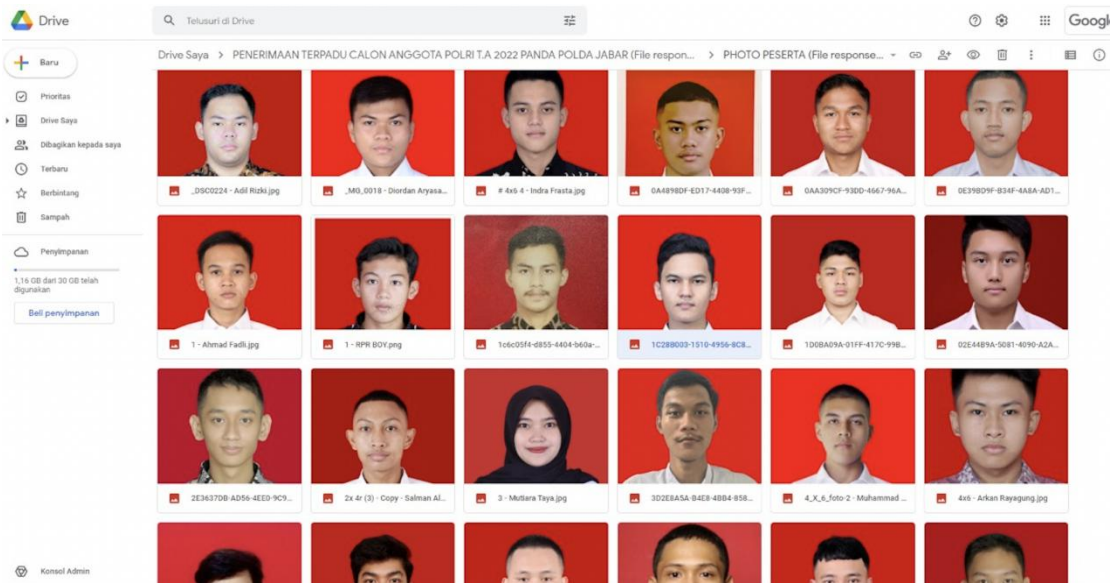 Drive
Telusuri di Drive
Baru
Drive Saya > PENERIMAAN TERPADU CALON ANGGOTA POLRI T.A 2022 PANDA POLDA JABAR (File respon... > PHOTO PESERTA (File response...
Prioritas
Drive Saya
Dibagikan kepada saya
Terbaru
Berbintang
Sampah
Penyimpanan
1,16 GB dari 30 GB telah
digunakan
Beli penyimpanan
Konsol Admin
_DSC0224 - Adil Rizki.jpg
_MG_0018 - Diordan Aryasa...
# 4x6 4 - Indra Frasta.jpg
0A4898DF-ED17-4408-93F...
0AA309CF-93DD-4667-96A...
0E39BD9F-B34F-4A8A-AD1...
1 - Ahmad Fadli.jpg
1 - RPR BOY.png
1c6c05f4-d855-4404-b60a-...
1C28B003-1510-4956-8C8...
1D0BA09A-01FF-417C-99B...
02E44B9A-5081-4090-A2A...
2E3637DB-AD56-4EED-9C9...
2x 4r (3) - Copy - Salman Al...
3 - Mutiara Taya.jpg
3D2E8A5A-B4E8-4BB4-858...
4_X_6_foto-2 - Muhammad ...
4x6 - Arkan Rayagung.jpg